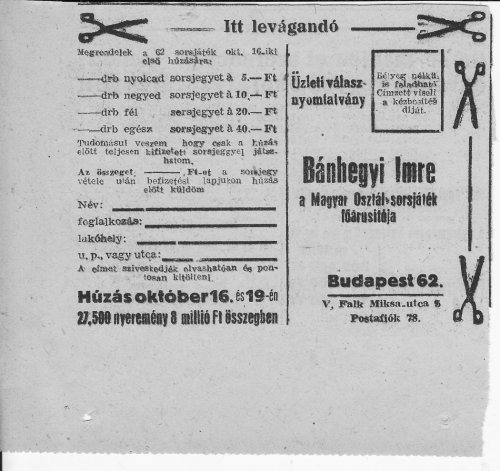 Itt levágandó
Megrendelek a 62 sorsjáték okt. 16.-iki
első húzására:
drb nyolcad sorsjegyet à 5.— Ft
drb negyed sorsjegyet à 10.— Ft
drb fél sorsjegyet à 20.— Ft
drb egész sorsjegyet à 40.— Ft
Tudomásul veszem hogy csak a húzás
előtt teljesen kifizetett sorsjeggyel játsz-
hatom.
Az összeget, Ft-ot a sorsjegy
vétele után befizetési lapjukon húzás
előtt küldöm
Név:
foglalkozás:
lakóhely:
u. p., vagy utca:
A címet szíveskedjék olvashatóan és pon-
tosan kitölteni.
Húzás október 16. és 19-én
27,500 nyeremény 8 millió Ft összegben
Üzleti válasz-
nyomtatvány
Bélyeg nélkül
is feladható
Címzett viseli
a kézbesítés
díját.
Bánhegyi Imre
a Magyar Osztálysorsjáték
főárusítója
Budapest 62.
V, Falk Miksa-utca
Postafiók 78.